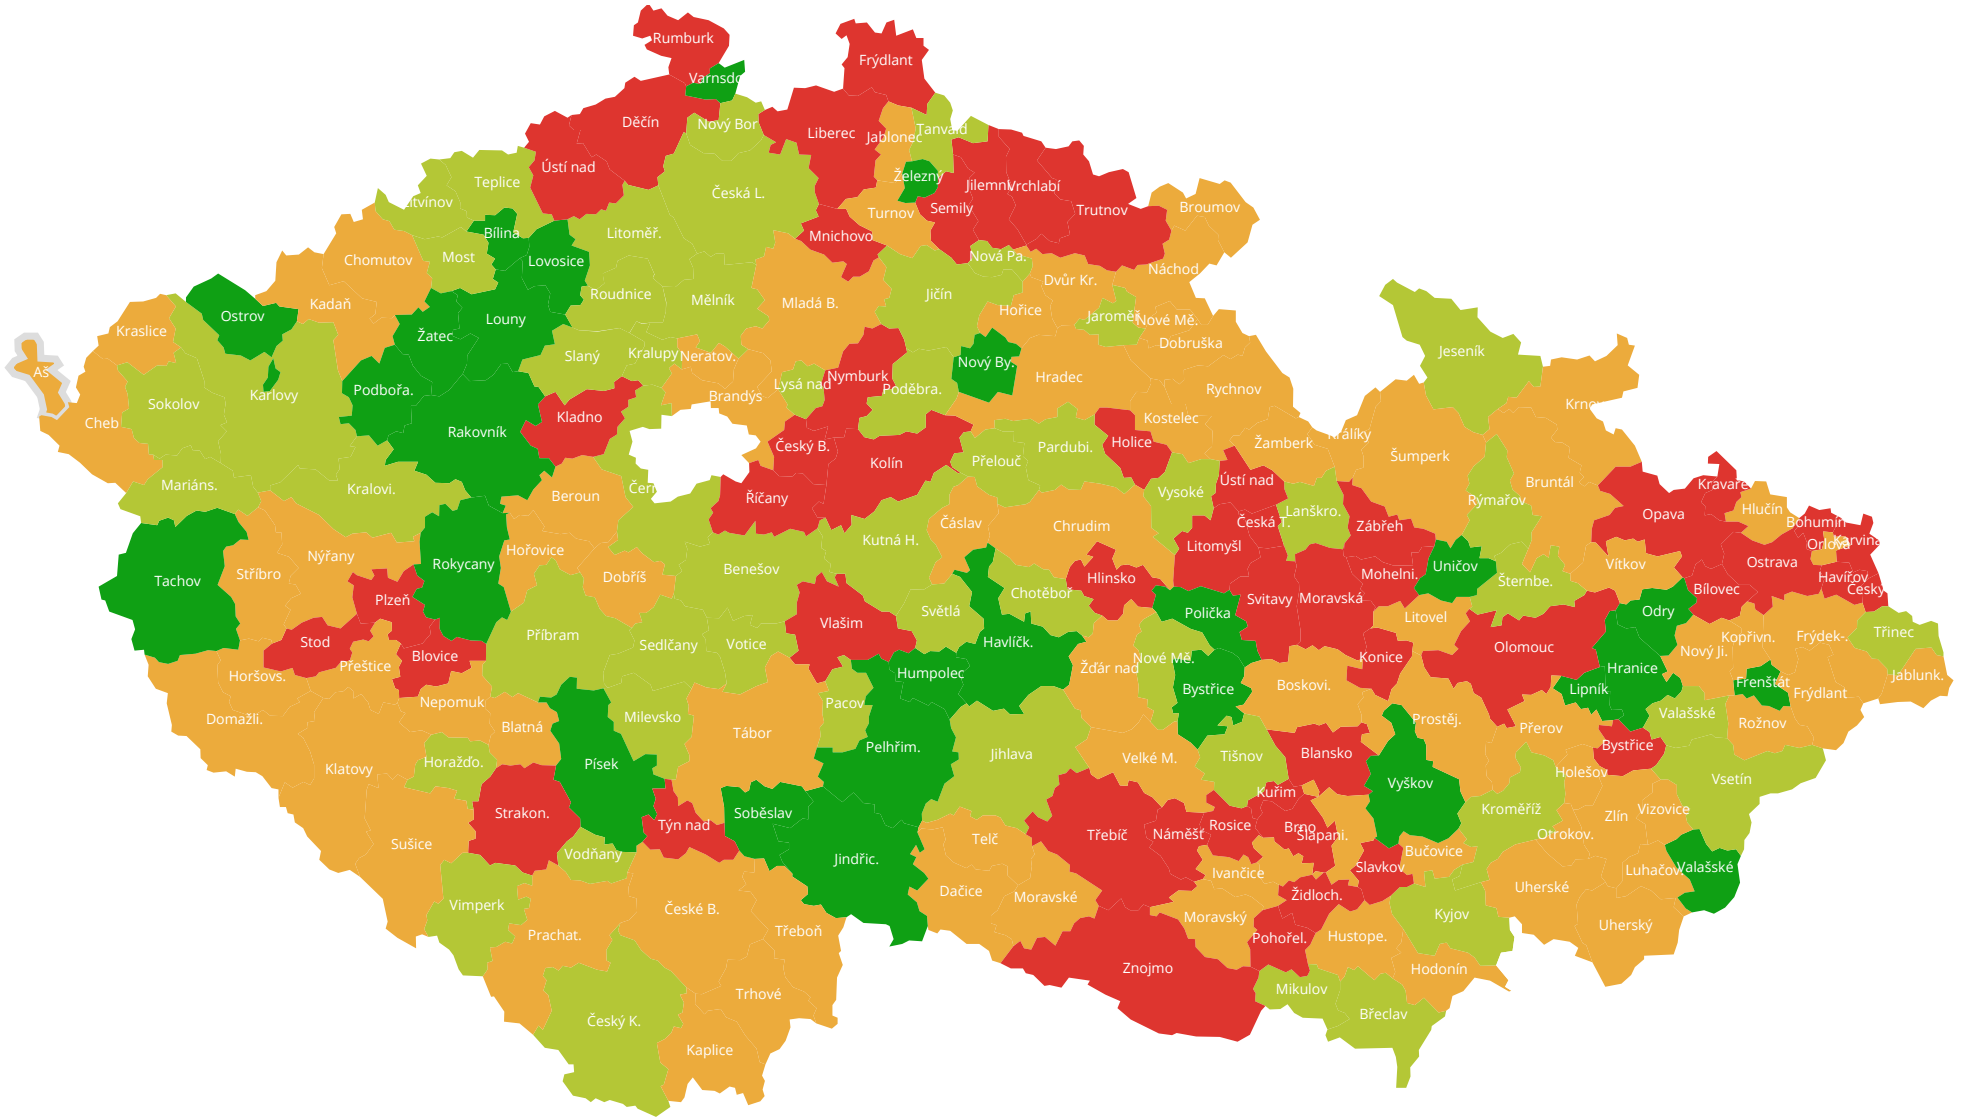 Rumburk
Frýdlant
Varnsdo
Děčín
Nový Bor
Liberec
Jablonec
Tanvald
Ústí nad
Teplice
Česká L.
Železný
Jilemni
Vrchlabí
Litvínov
Semily
Trutnov
Broumov
Turnov
Bílina
Litoměř.
Mnichovo
Most
Lovosice
Chomutov
Nová Pa.
Náchod
Dvůr Kr.
Roudnice
Mělník
Mladá B.
Jičín
Kadaň
Hořice
Ostrov
Louny
Jaroměř
Nové Mě.
Kraslice
Žatec
Dobruška
Slaný
Kralupy
Neratov.
Nový By.
Jeseník
Aš
Nymburk
Hradec
Lysá nad
Poděbra.
Rychnov
Podbořa.
Karlovy
Brandýs
Sokolov
Krnov
Cheb
Kladno
Kostelec
Rakovník
Králíky
Český B.
Holice
Žamberk
Pardubi.
Šumperk
Kolín
Přelouč
Mariáns.
Kralovi.
Čern
Říčany
Ústí nad
Bruntál
Kravaře
Beroun
Vysoké
Rýmařov
Hlučín
Lanškro.
Opava
Čáslav
Chrudim
Česká T.
Zábřeh
Bohumín
Kutná H.
Karviná
Orlová
Hořovice
Litomyšl
Nýřany
Rokycany
Vítkov
Ostrava
Stříbro
Benešov
Uničov
Mohelni.
Tachov
Dobříš
Hlinsko
Havířov
Šternbe.
Bílovec
Český
Chotěboř
Plzeň
Svitavy
Moravská
Světlá
Polička
Odry
Litovel
Vlašim
Příbram
Třinec
Kopřivn.
Frýdek-.
Stod
Havlíčk.
Sedlčany
Votice
Olomouc
Nový Ji.
Blovice
Konice
Nové Mě.
Přeštice
Žďár nad
Hranice
Humpolec
Horšovs.
Jablunk.
Frenštát
Boskovi.
Bystřice
Lipník
Frýdlant
Nepomuk
Pacov
Valašské
Milevsko
Domažli.
Prostěj.
Rožnov
Blatná
Přerov
Tábor
Pelhřim.
Bystřice
Jihlava
Blansko
Tišnov
Velké M.
Horažďo.
Písek
Klatovy
Holešov
Vsetín
Vyškov
Kuřim
Kroměříž
Vizovice
Strakon.
Soběslav
Zlín
Týn nad
Rosice
Brno
Náměšť
Třebíč
Šlapani.
Otrokov.
Telč
Sušice
Bučovice
Vodňany
Jindřic.
Slavkov
Valašské
Luhačov.
Ivančice
Uherské
Dačice
Židloch.
Moravské
Vimperk
České B.
Kyjov
Moravský
Uherský
Třeboň
Prachat.
Hustope.
Pohořel.
Znojmo
Hodonín
Mikulov
Trhové
Břeclav
Český K.
Kaplice